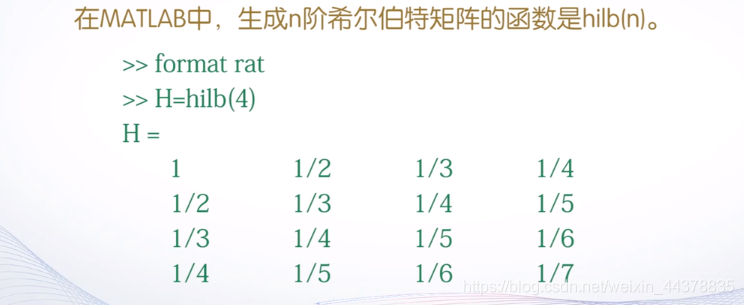 在MATLAB中，生成n阶希尔伯特矩阵的函数是hilb(n)。
>> format rat
>> H=hilb(4)
H =
1 1/2 1/3 1/4
1/2 1/3 1/4 1/5
1/3 1/4 1/5 1/6
1/4 1/5 1/6 1/7
https://blog.csdn.net/weixin_44378835